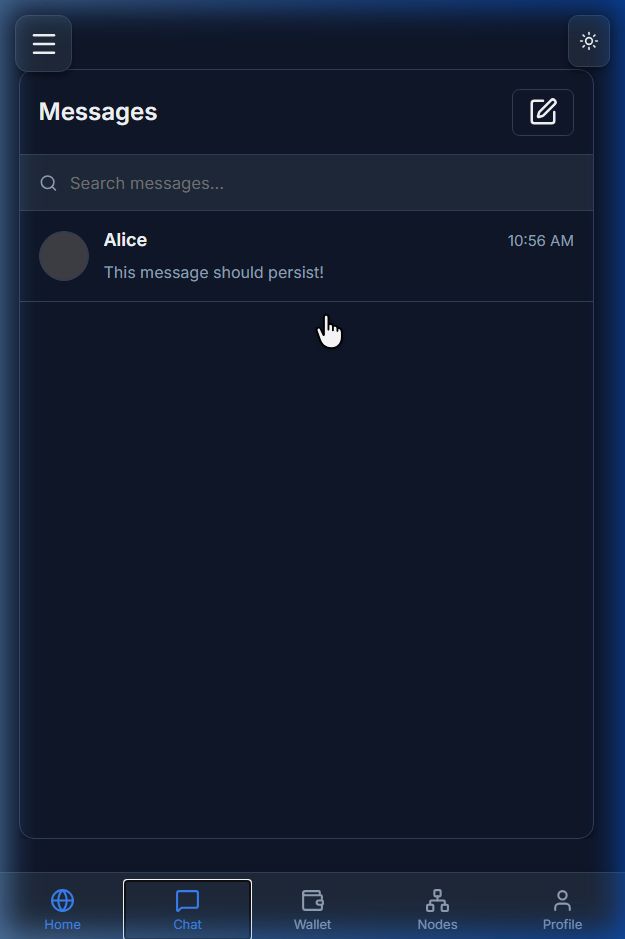 Messages
Search messages...
Alice
10:56 AM
This message should persist!
Home
Chat
Wallet
Nodes
Profile